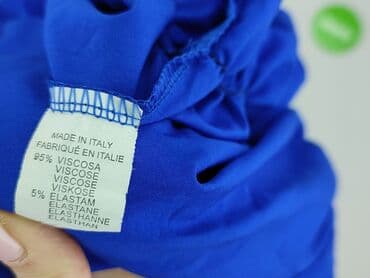 MADE IN ITALY
FABRIQUÉ EN ITALIE
95% VISCOSA
VISCOSE
VISCOSE
VISKOSE
5% ELASTAM
ELASTANE
ELASTHANNE
ELASTHAN